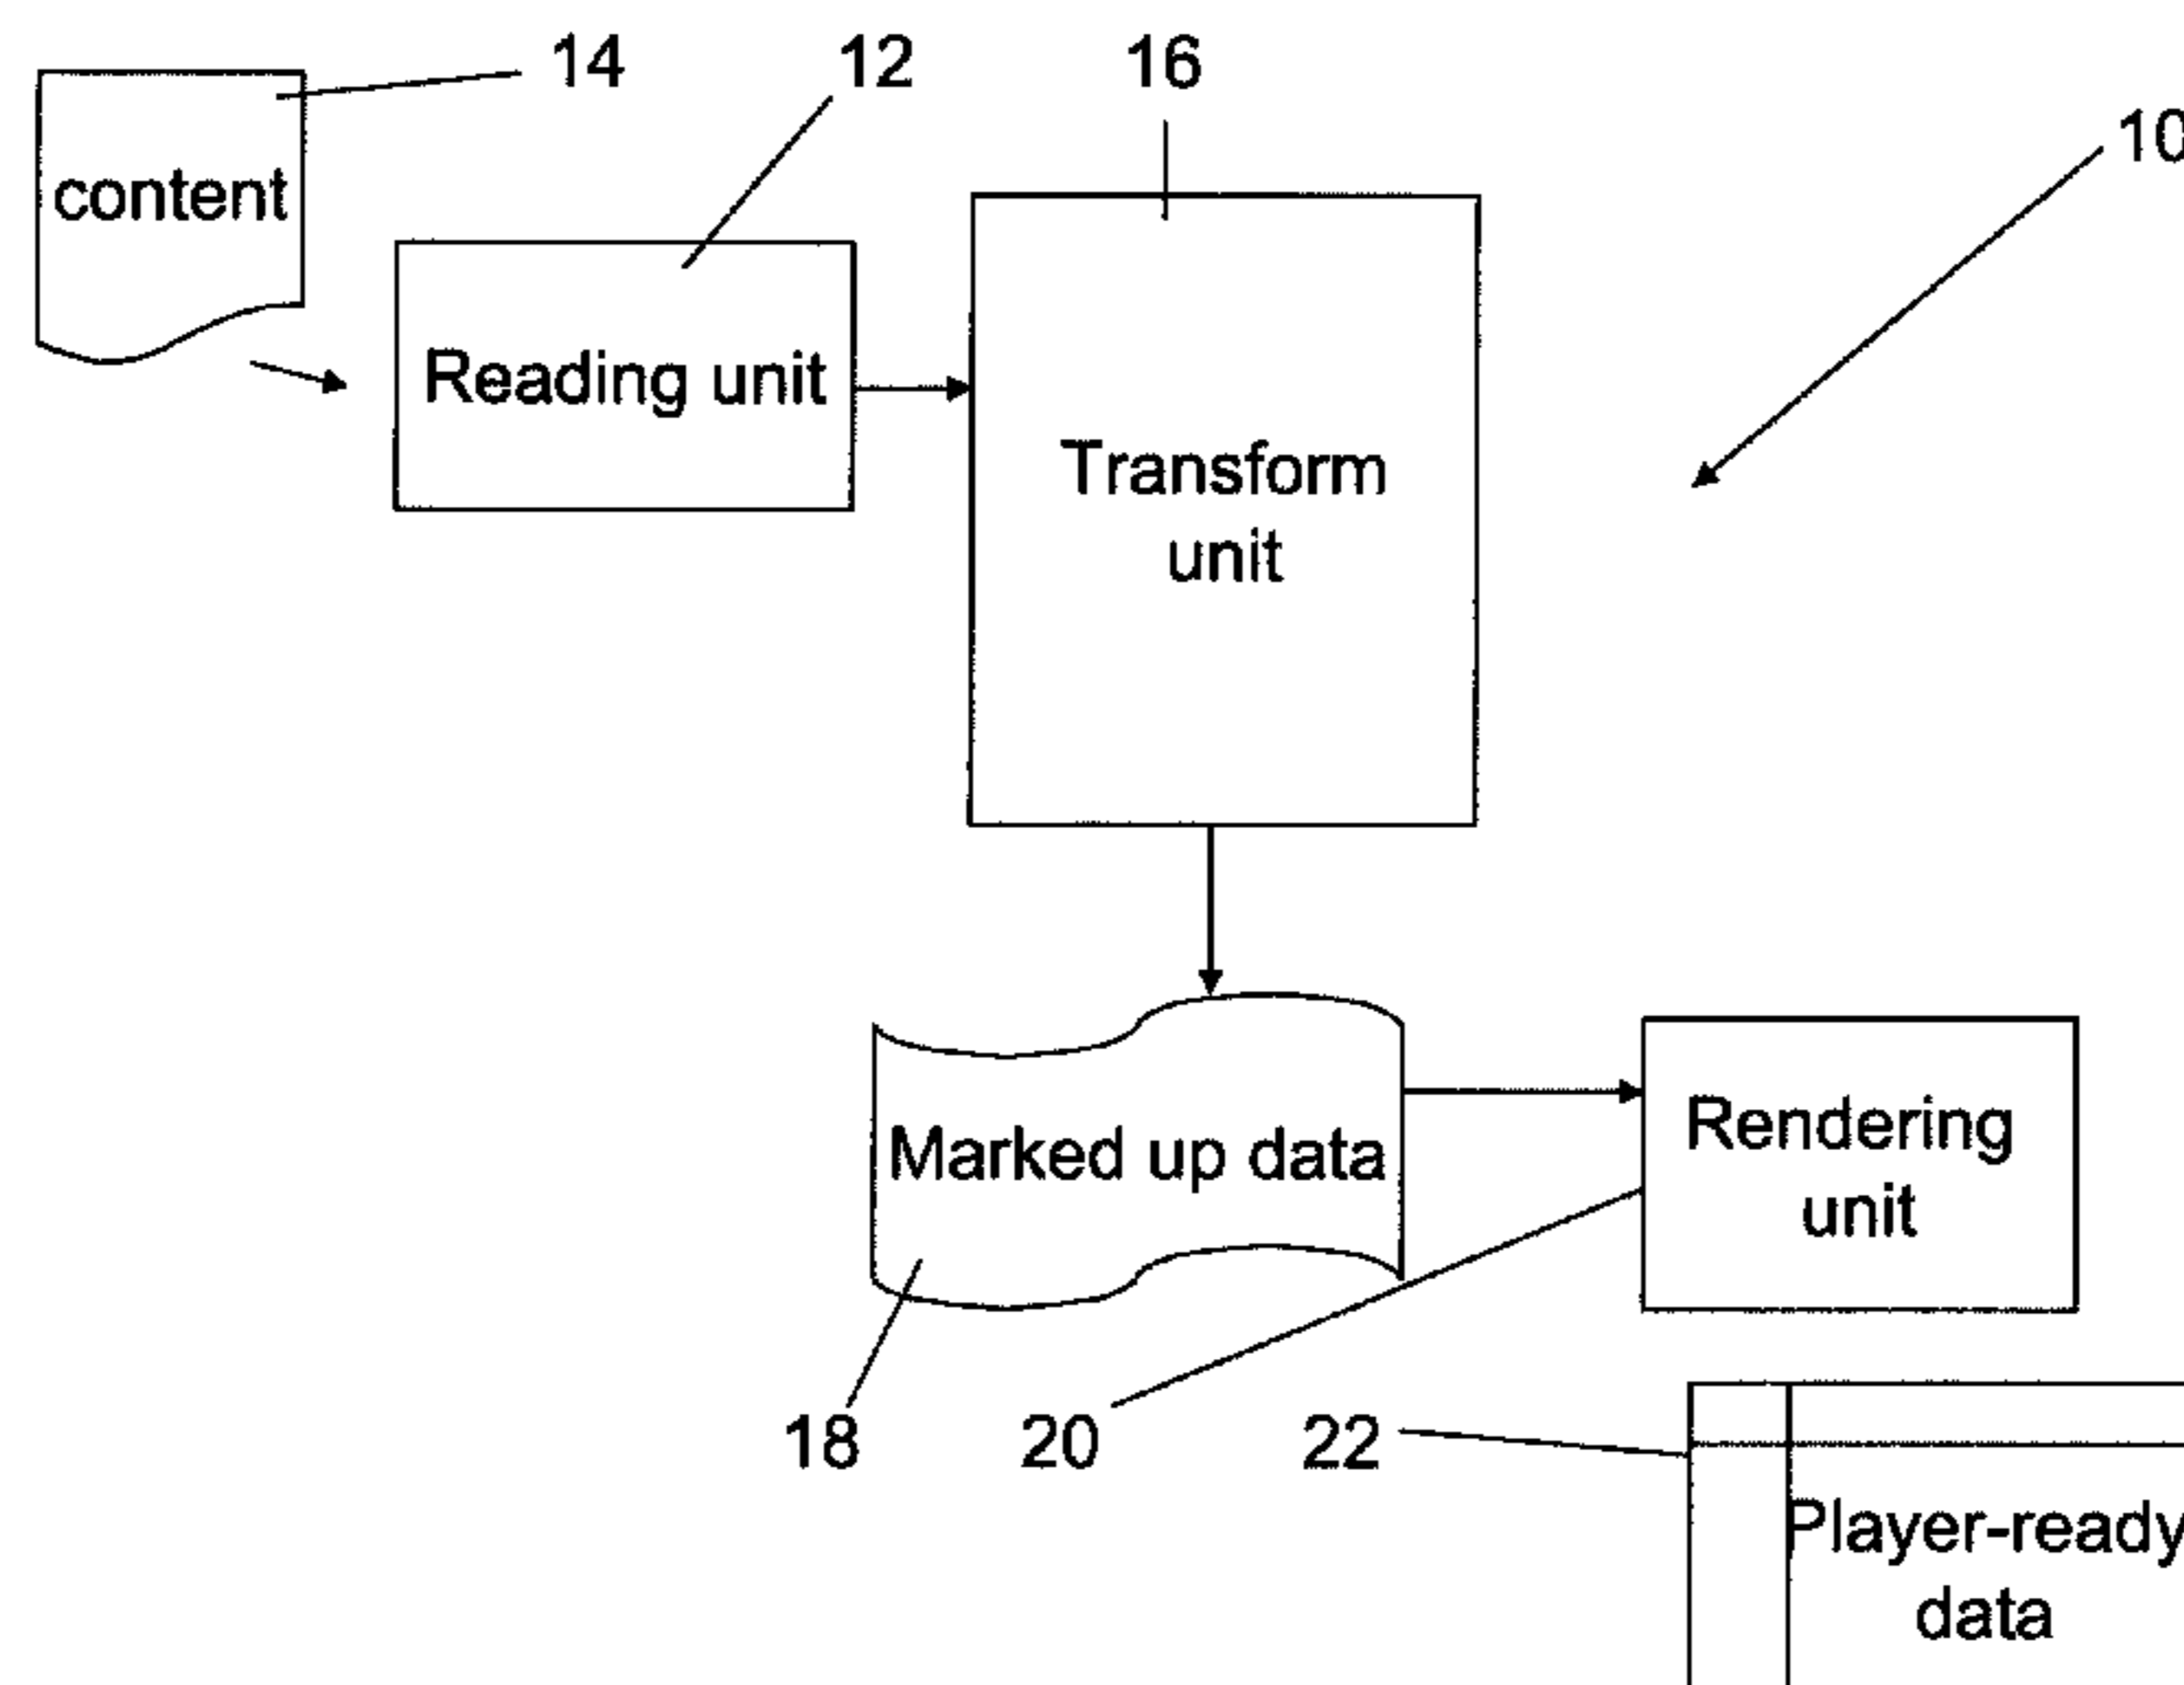 14
12
16
10
content
Reading unit
Transform
unit
Marked up data
Rendering
unit
18
20
22
Player-ready
data